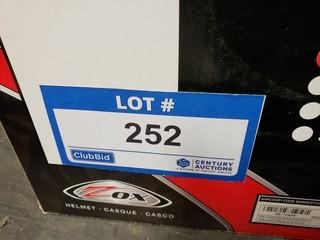 LOT #
252
ClubBid
CENTURY
AUCTIONS
ZOX
HELMET · CASQUE · CASCO